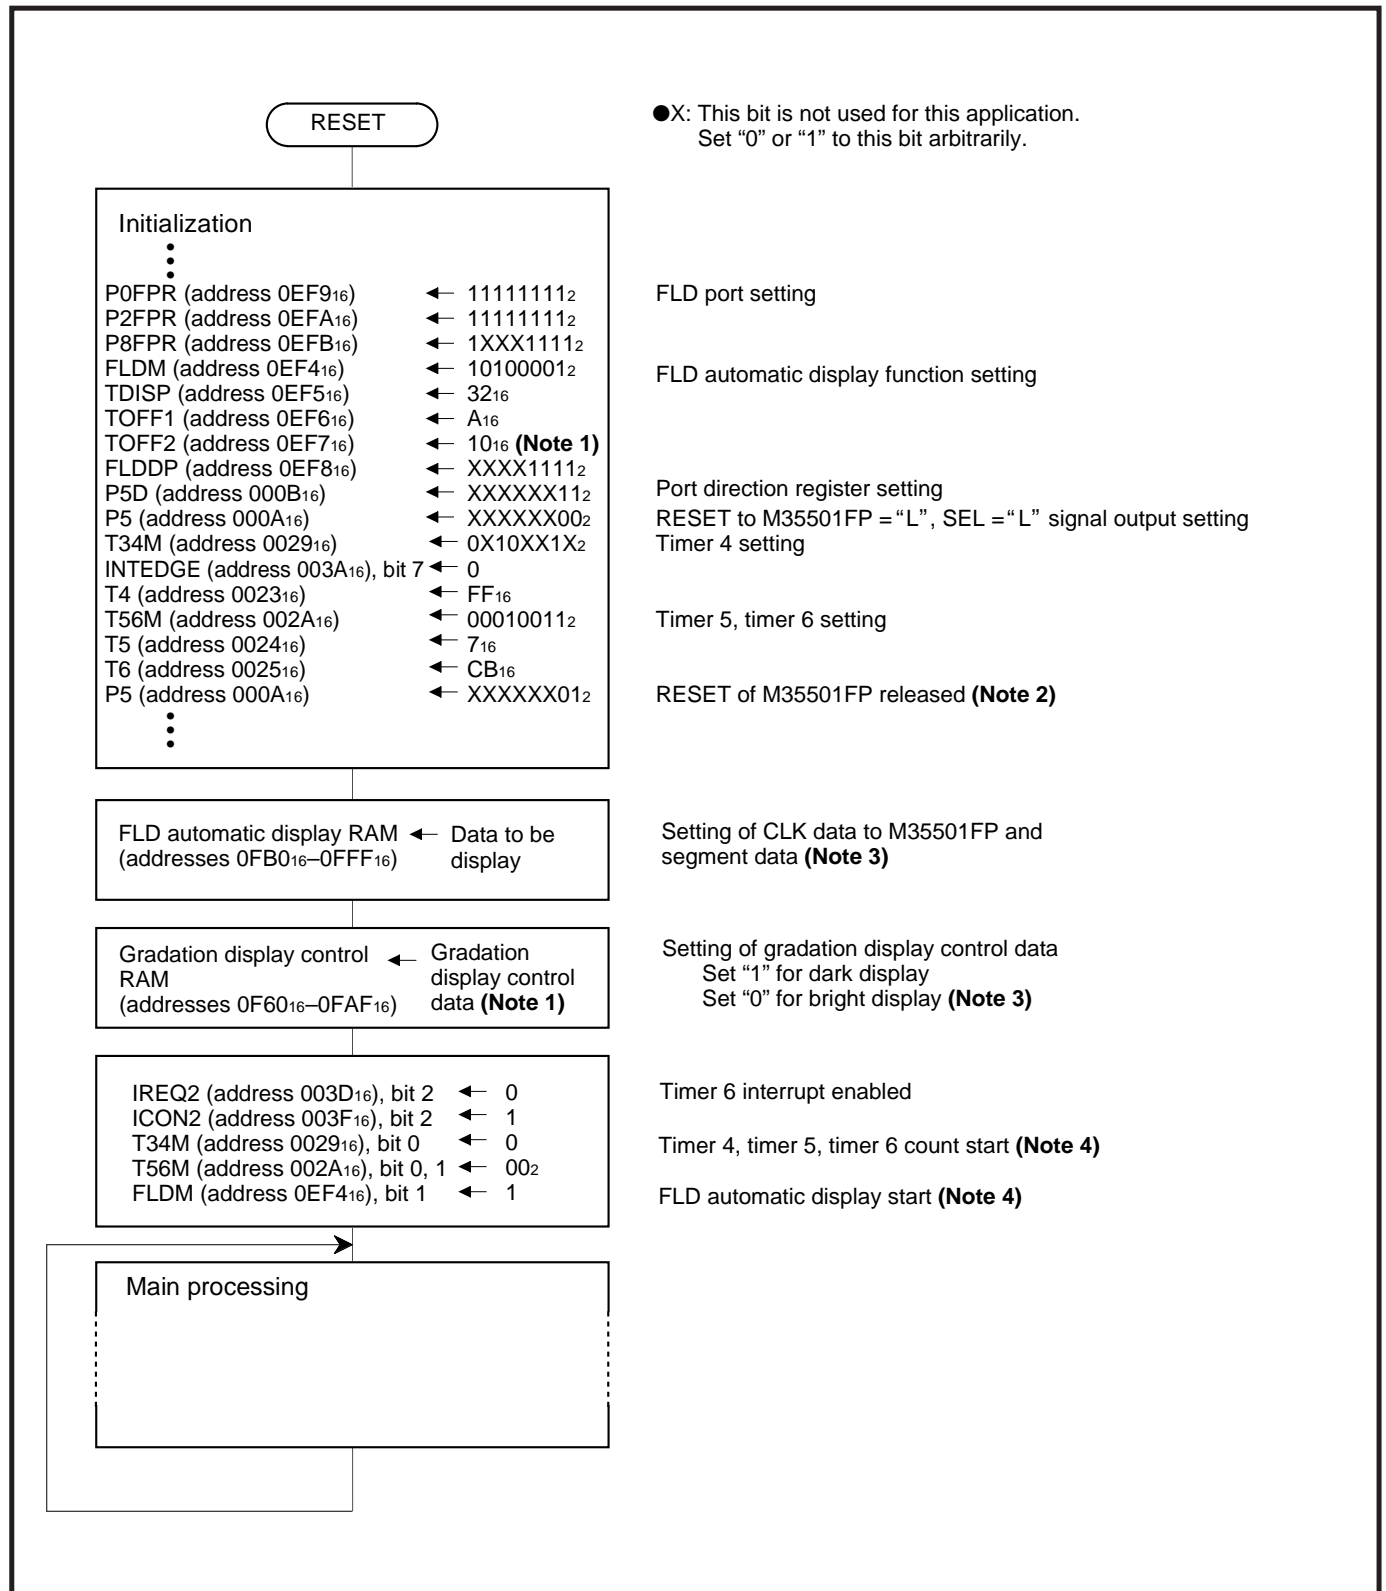 RESET
●X: This bit is not used for this application.
Set “0” or “1” to this bit arbitrarily.
Initialization
P0FPR (address 0EF916) ← 111111112 FLD port setting
P2FPR (address 0EFA16) ← 111111112
P8FPR (address 0EFB16) ← 1XXX11112
FLDM (address 0EF416) ← 101000012 FLD automatic display function setting
TDISP (address 0EF516) ← 3216
TOFF1 (address 0EF616) ← A16
TOFF2 (address 0EF716) ← 1016 (Note 1)
FLDDP (address 0EF816) ← XXXX11112
P5D (address 000B16) ← XXXXXX112 Port direction register setting
P5 (address 000A16) ← XXXXXX002 RESET to M35501FP = “L”, SEL = “L” signal output setting
T34M (address 002916) ← 0X10XX1X2 Timer 4 setting
INTEDGE (address 003A16), bit 7 ← 0
T4 (address 002316) ← FF16
T56M (address 002A16) ← 000100112 Timer 5, timer 6 setting
T5 (address 002416) ← 716
T6 (address 002516) ← CB16
P5 (address 000A16) ← XXXXXX012 RESET of M35501FP released (Note 2)
FLD automatic display RAM ← Data to be
(addresses 0FB016–0FFF16) display
Setting of CLK data to M35501FP and
segment data (Note 3)
Gradation display control ← Gradation
RAM display control
(addresses 0F6016–0FAF16) data (Note 1)
Setting of gradation display control data
Set “1” for dark display
Set “0” for bright display (Note 3)
IREQ2 (address 003D16), bit 2 ← 0 Timer 6 interrupt enabled
ICON2 (address 003F16), bit 2 ← 1
T34M (address 002916), bit 0 ← 0 Timer 4, timer 5, timer 6 count start (Note 4)
T56M (address 002A16), bit 0, 1 ← 002
FLDM (address 0EF416), bit 1 ← 1 FLD automatic display start (Note 4)
Main processing